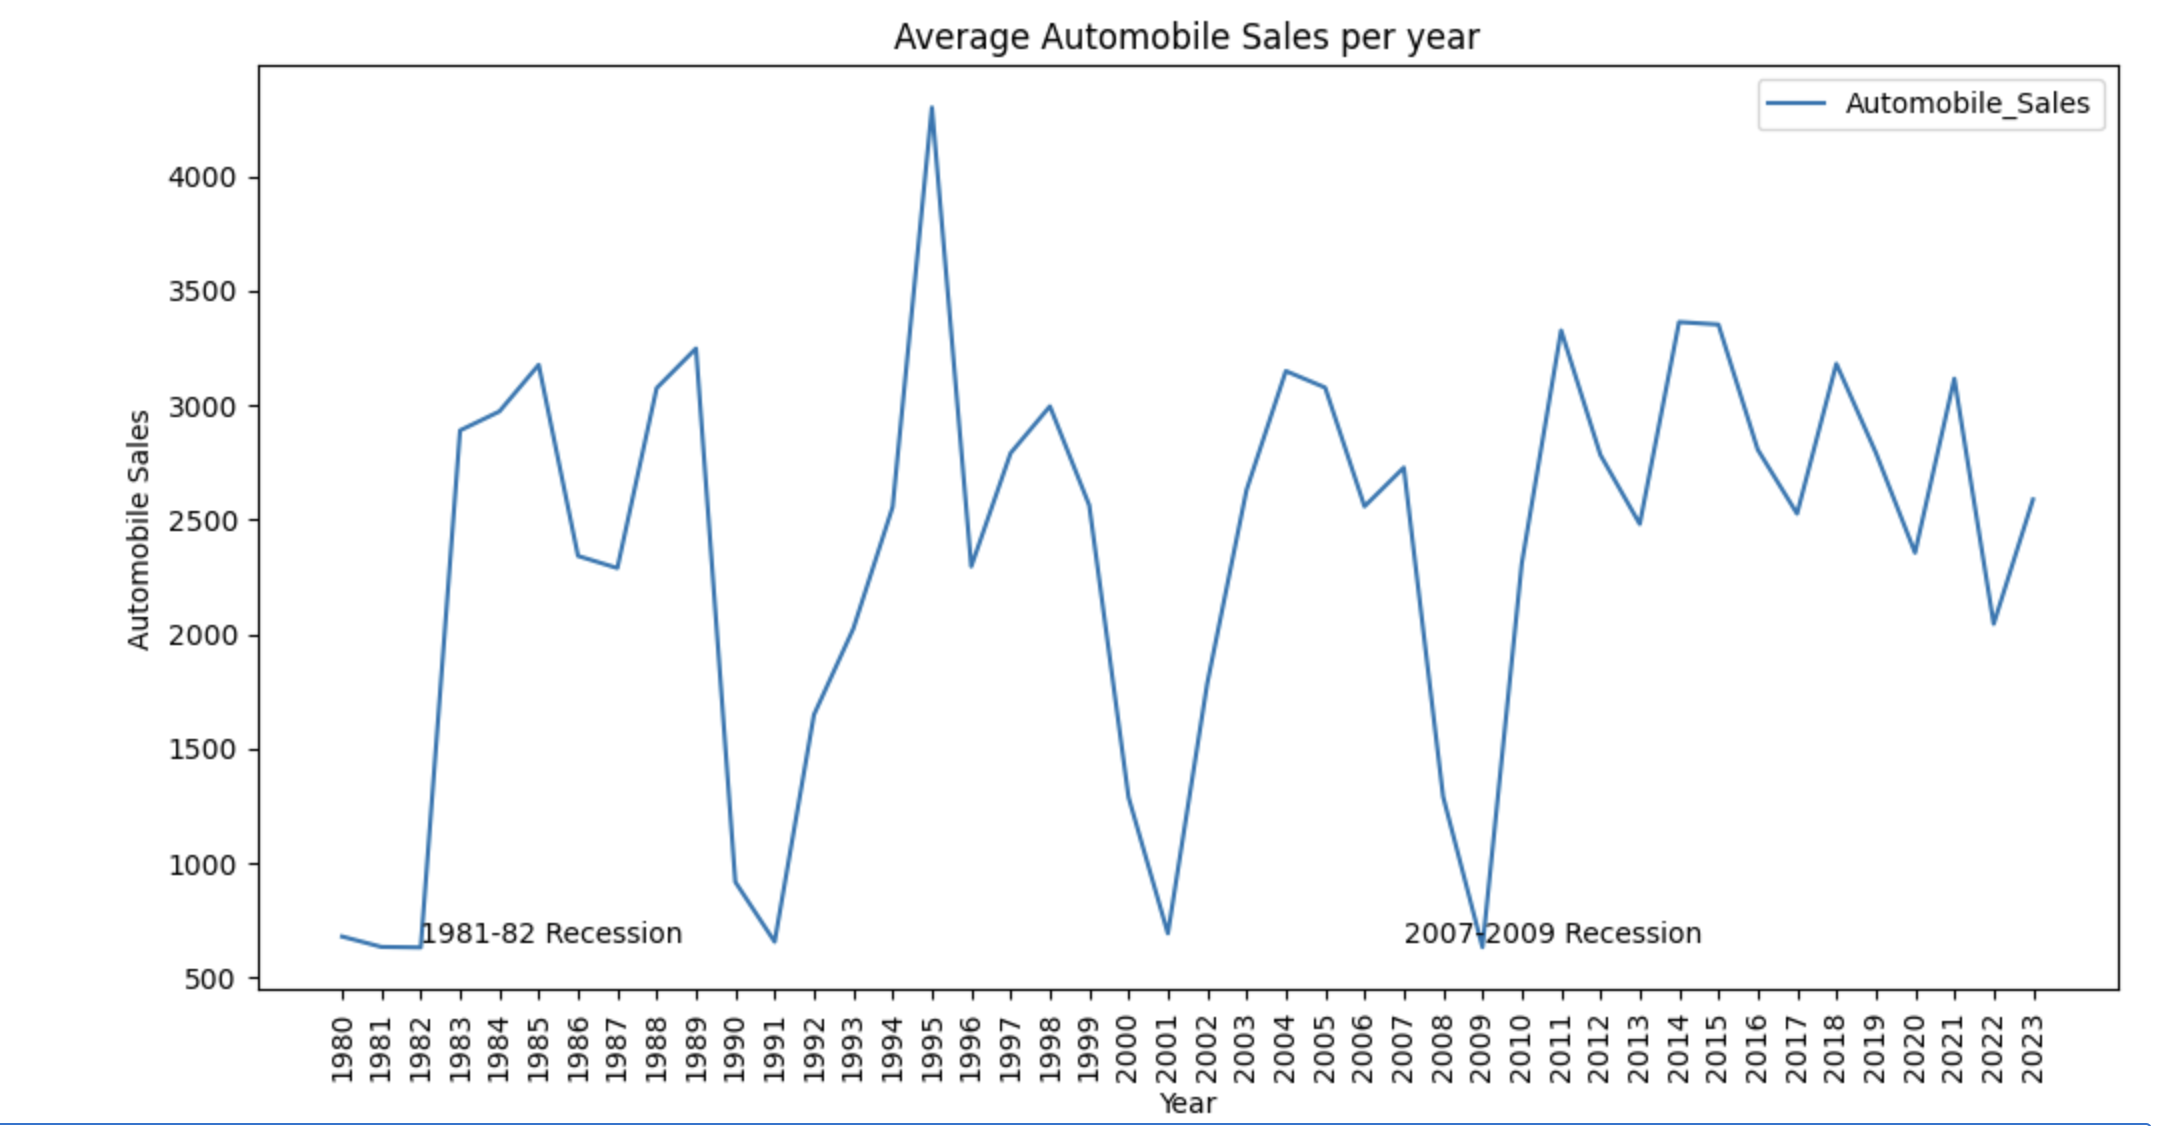 Average Automobile Sales per year
Automobile_Sales
4000
3500
3000
2500
2000
1500
1000
500
Automobile Sales
1981-82 Recession
2007-2009 Recession
1980 1981 1982 1983 1984 1985 1986 1987 1988 1989 1990 1991 1992 1993 1994 1995 1996 1997 1998 1999 2000 2001 2002 2003 2004 2005 2006 2007 2008 2009 2010 2011 2012 2013 2014 2015 2016 2017 2018 2019 2020 2021 2022 2023
Year